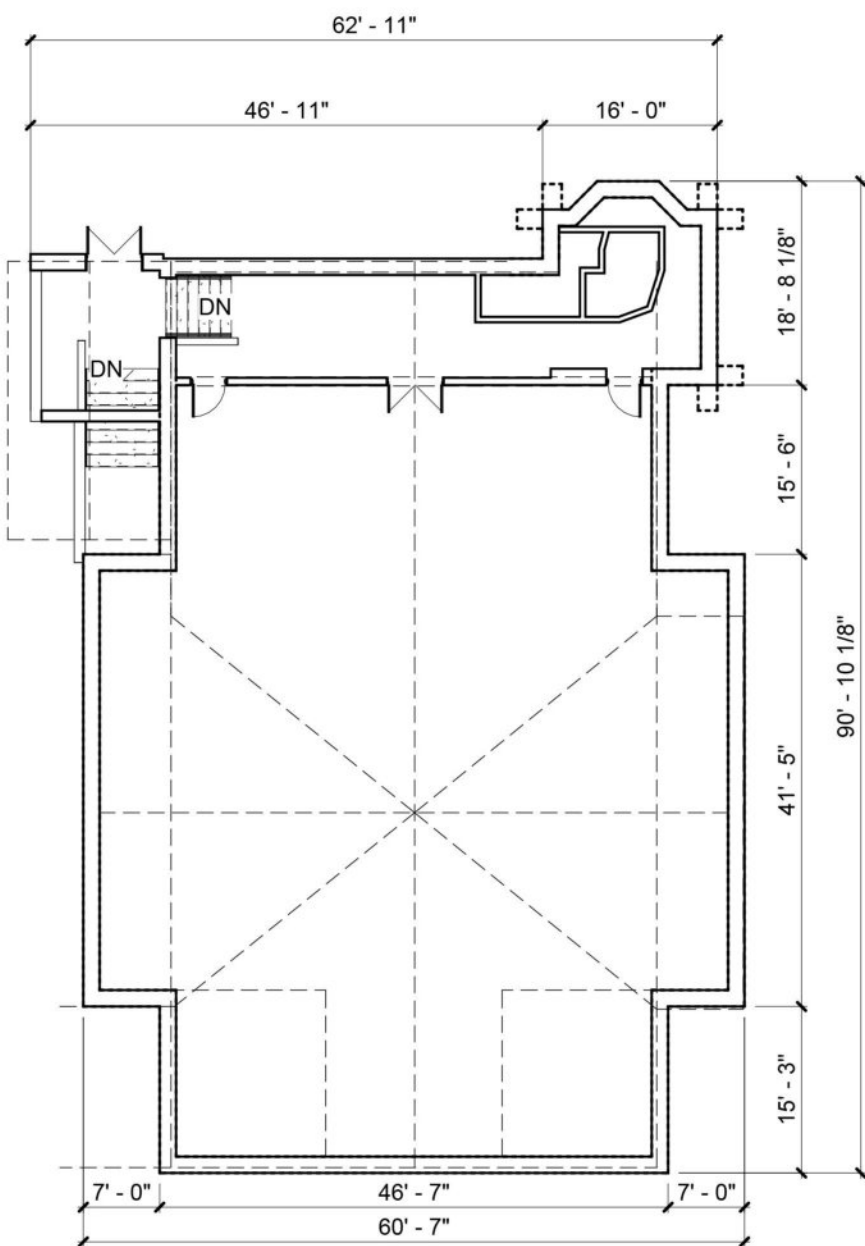 62' - 11"
46' - 11"
16' - 0"
18' - 8 1/8"
DN
DN
15' - 6"
90' - 10 1/8"
41' - 5"
15' - 3"
7' - 0"
46' - 7"
7' - 0"
60' - 7"